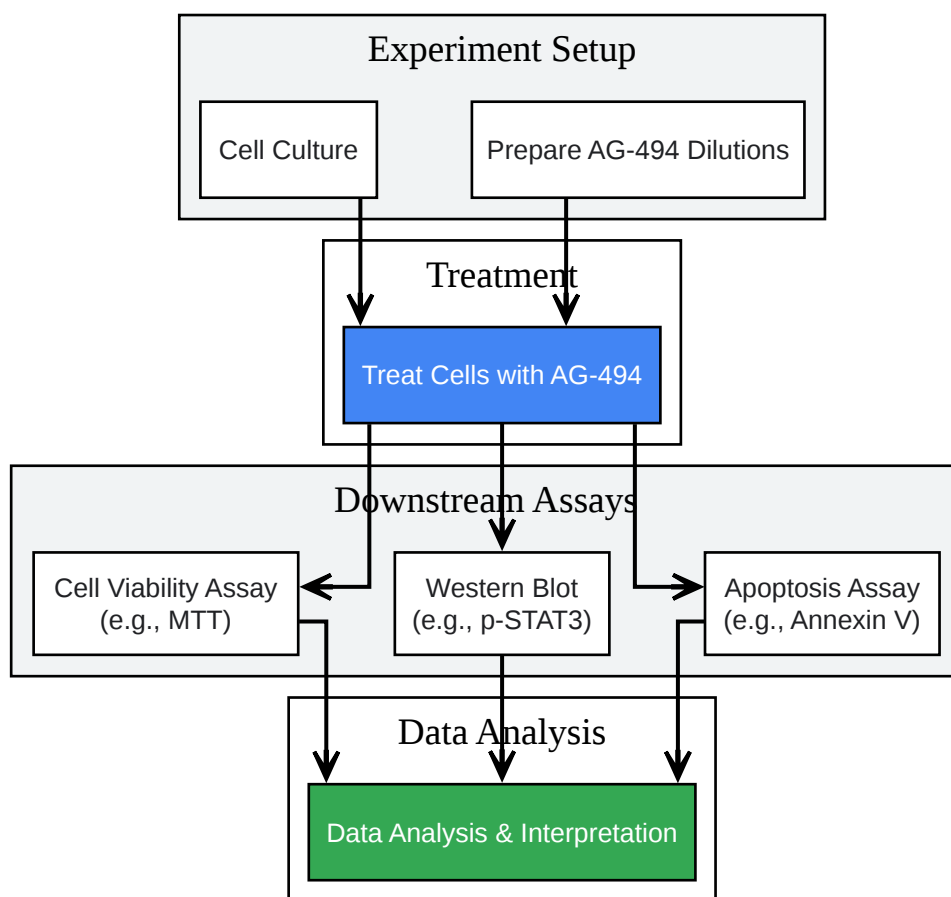 Experiment Setup
Cell Culture
Prepare AG-494 Dilutions
Treatment
Treat Cells with AG-494
Downstream Assays
Cell Viability Assay
(e.g., MTT)
Western Blot
(e.g., p-STAT3)
Apoptosis Assay
(e.g., Annexin V)
Data Analysis
Data Analysis & Interpretation